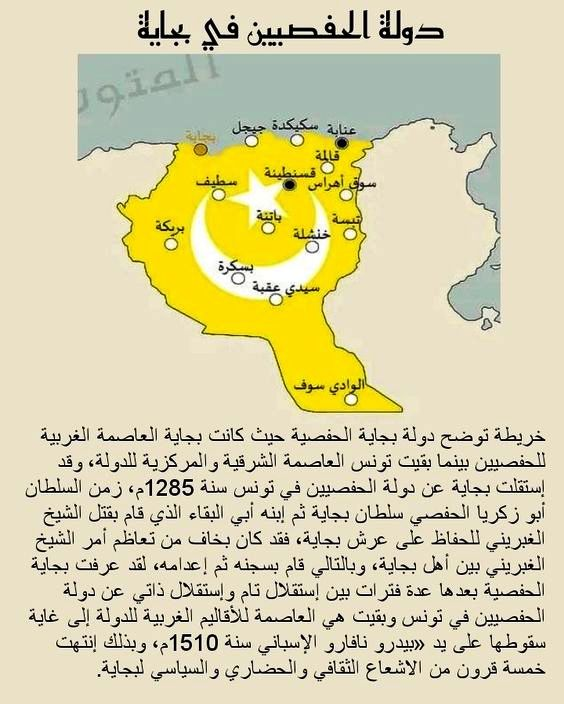 دولة الحفصيين في بجاية
المتو
عنابة
سكيكدة
جيجل
بجاية
قالمة
قسنطينة
سوق أهراس
سطيف
باتنة
تبسة
خنشلة
بريكة
بسكرة
سيدي عقبة
الوادي سوف
خريطة توضح دولة بجاية الحفصية حيث كانت بجاية العاصمة الغربية
للحفصيين بينما بقيت تونس العاصمة الشرقية والمركزية للدولة، وقد
إستقلت بجاية عن دولة الحفصيين في تونس سنة 1285م، زمن السلطان
أبو زكريا الحفصي سلطان بجاية ثم إبنه أبي البقاء الذي قام بقتل الشيخ
الغبريني للحفاظ على عرش بجاية، فقد كان بخاف من تعاظم أمر الشيخ
الغبريني بين أهل بجاية، وبالتالي قام بسجنه ثم إعدامه، لقد عرفت بجاية
الحفصية بعدها عدة فترات بين إستقلال تام وإستقلال ذاتي عن دولة
الحفصيين في تونس وبقيت هي العاصمة للأقاليم الغربية للدولة إلى غاية
سقوطها على يد «بيدرو نافارو الإسباني سنة 1510م، وبذلك إنتهت
خمسة قرون من الاشعاع الثقافي والحضاري والسياسي لبجاية.